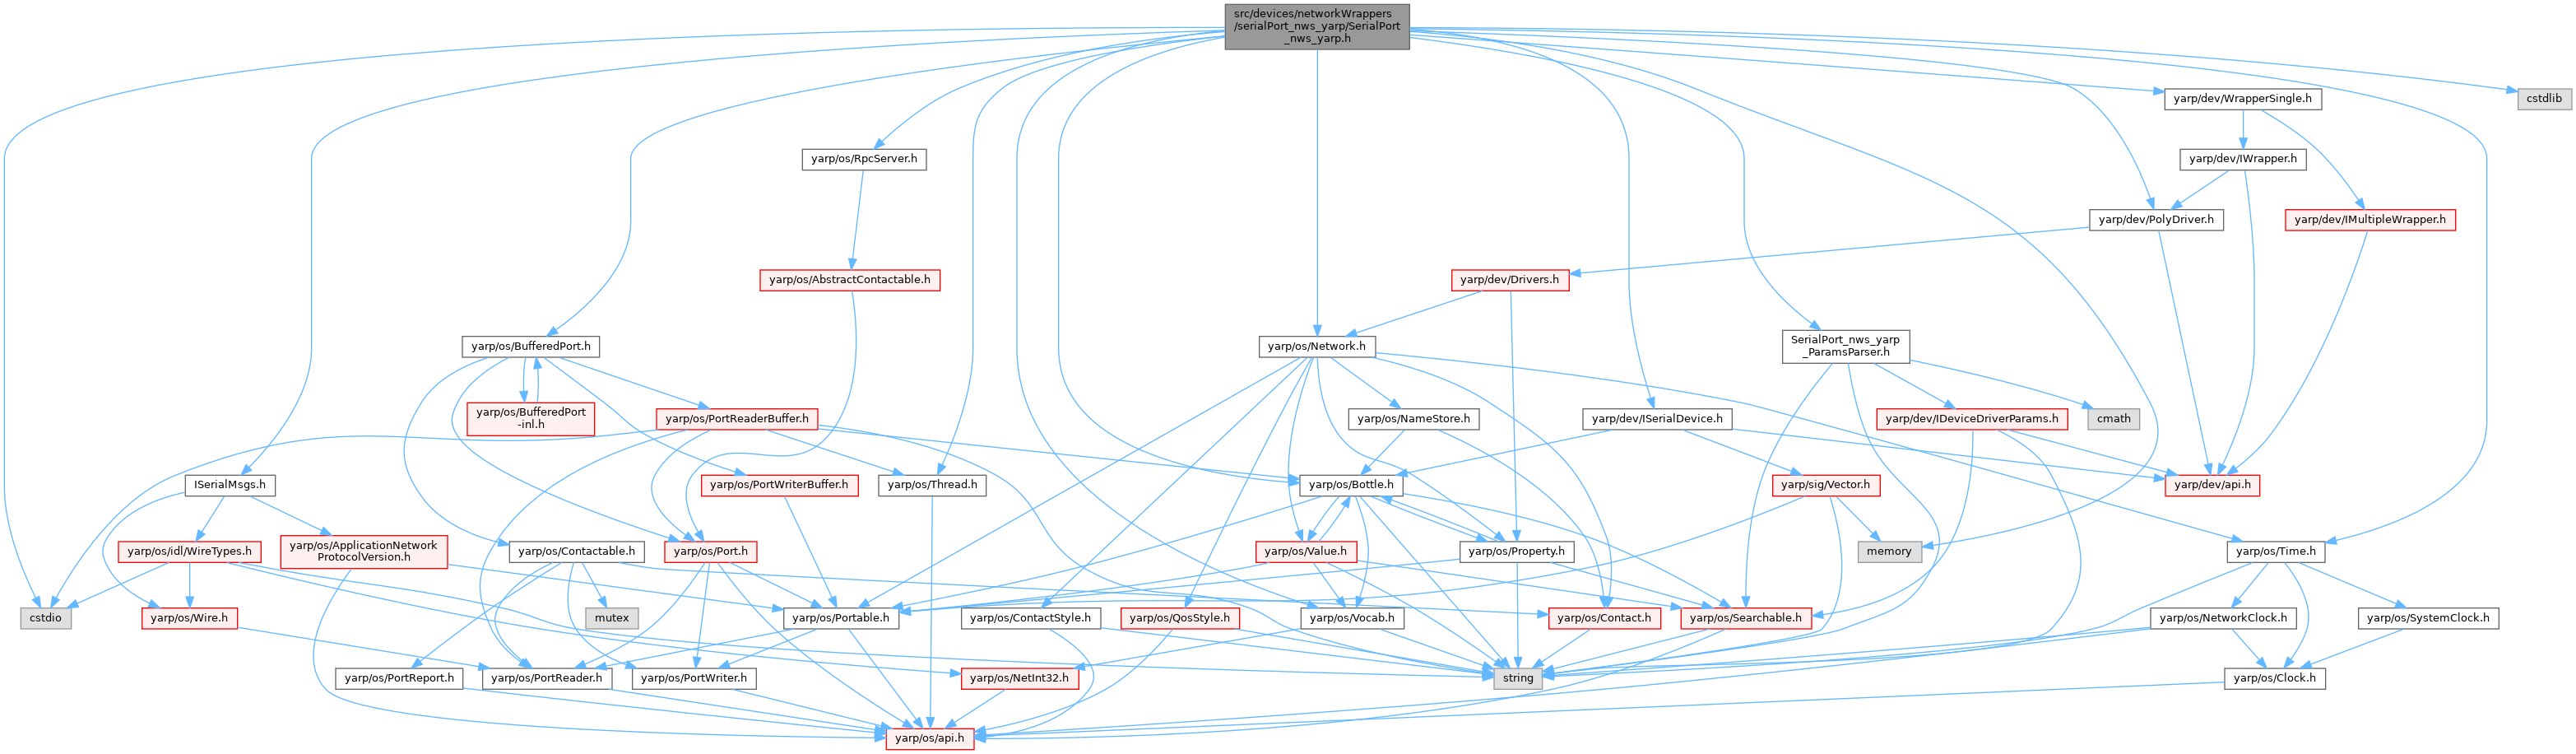 src/devices/networkWrappers
/serialPort_nws_yarp/SerialPort
_nws_yarp.h
cstdlib
yarp/dev/WrapperSingle.h
yarp/os/RpcServer.h
yarp/dev/IWrapper.h
yarp/dev/PolyDriver.h
yarp/dev/IMultipleWrapper.h
yarp/os/AbstractContactable.h
yarp/dev/Drivers.h
yarp/os/BufferedPort.h
yarp/os/Network.h
SerialPort_nws_yarp
_ParamsParser.h
yarp/os/BufferedPort
-inl.h
yarp/os/PortReaderBuffer.h
yarp/os/NameStore.h
yarp/dev/ISerialDevice.h
yarp/dev/IDeviceDriverParams.h
cmath
ISerialMsgs.h
yarp/os/PortWriterBuffer.h
yarp/os/Thread.h
yarp/os/Bottle.h
yarp/sig/Vector.h
yarp/dev/api.h
yarp/os/idl/WireTypes.h
yarp/os/ApplicationNetwork
ProtocolVersion.h
yarp/os/Contactable.h
yarp/os/Port.h
yarp/os/Value.h
yarp/os/Property.h
memory
yarp/os/Time.h
cstdio
yarp/os/Wire.h
mutex
yarp/os/Portable.h
yarp/os/ContactStyle.h
yarp/os/QosStyle.h
yarp/os/Vocab.h
yarp/os/Contact.h
yarp/os/Searchable.h
yarp/os/NetworkClock.h
yarp/os/SystemClock.h
yarp/os/PortReport.h
yarp/os/PortReader.h
yarp/os/PortWriter.h
yarp/os/NetInt32.h
string
yarp/os/Clock.h
yarp/os/api.h